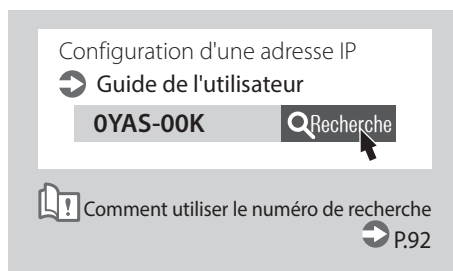 Configuration d'une adresse IP
Guide de l'utilisateur
0YAS-00K Recherche
Comment utiliser le numéro de recherche
P.92